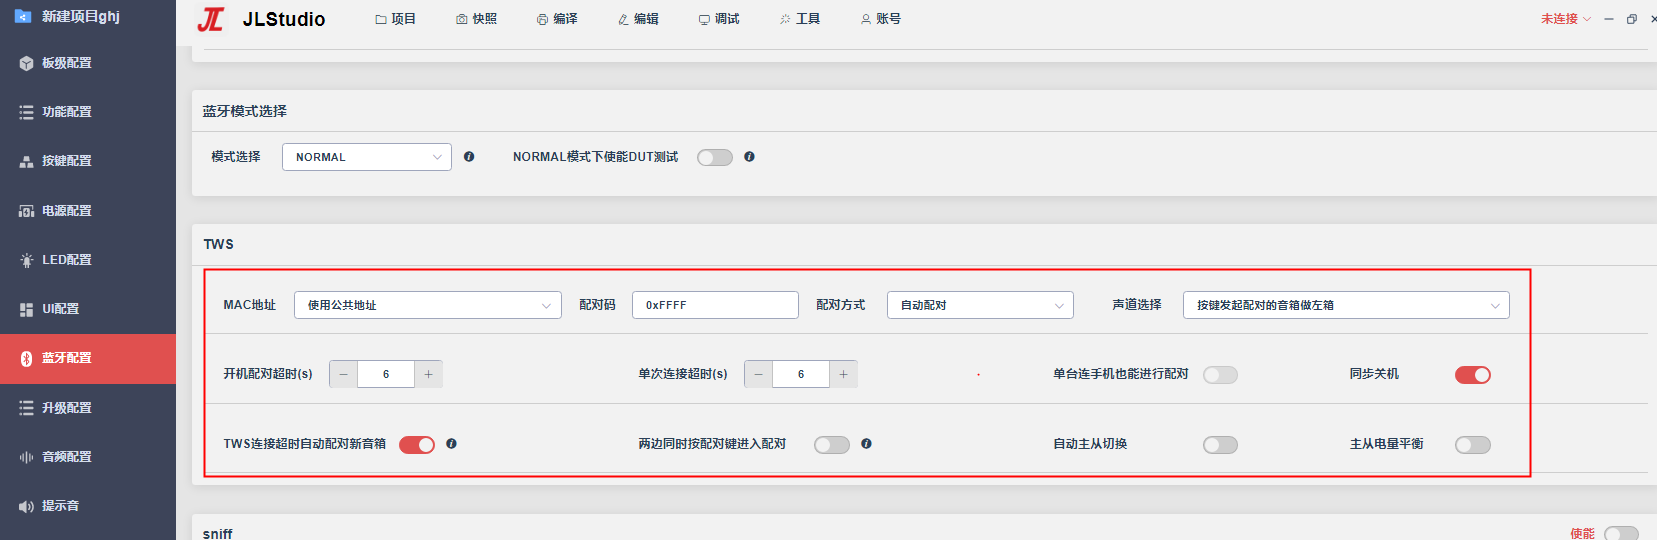 新建项目ghj
JL JLStudio 项目 快照 编译 编辑 调试 工具 账号 未连接
板级配置
功能配置
按键配置
电源配置
LED配置
UI配置
蓝牙配置
升级配置
音频配置
提示音
蓝牙模式选择
模式选择 NORMAL NORMAL模式下使能DUT测试
TWS
MAC地址 使用公共地址 配对码 0xFFFF 配对方式 自动配对 声道选择 按键发起配对的音箱做左箱
开机配对超时(s) − 6 + 单次连接超时(s) − 6 + 单台连手机也能进行配对 同步关机
TWS连接超时自动配对新音箱 两边同时按配对键进入配对 自动主从切换 主从电量平衡
sniff 使能